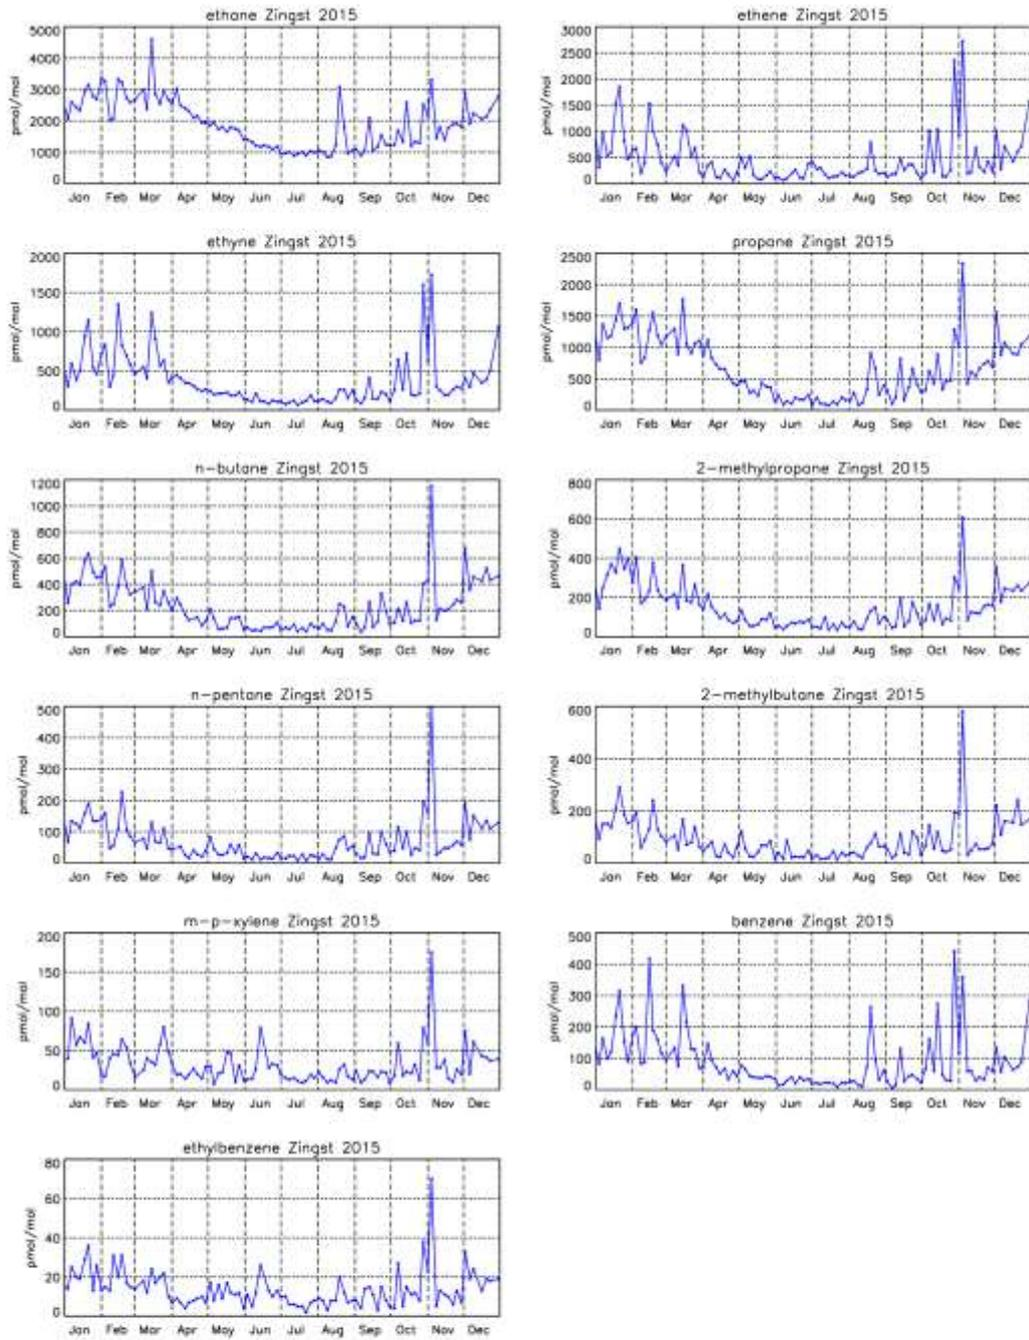 ethane Zingst 2015
5000
4000
3000
2000
1000
0
pmol/mol
Jan Feb Mar Apr May Jun Jul Aug Sep Oct Nov Dec
ethene Zingst 2015
3000
2500
2000
1500
1000
500
0
pmol/mol
Jan Feb Mar Apr May Jun Jul Aug Sep Oct Nov Dec
ethyne Zingst 2015
2000
1500
1000
500
0
pmol/mol
Jan Feb Mar Apr May Jun Jul Aug Sep Oct Nov Dec
propane Zingst 2015
2500
2000
1500
1000
500
0
pmol/mol
Jan Feb Mar Apr May Jun Jul Aug Sep Oct Nov Dec
n-butane Zingst 2015
1200
1000
800
600
400
200
0
pmol/mol
Jan Feb Mar Apr May Jun Jul Aug Sep Oct Nov Dec
2-methylpropane Zingst 2015
800
600
400
200
0
pmol/mol
Jan Feb Mar Apr May Jun Jul Aug Sep Oct Nov Dec
n-pentane Zingst 2015
500
400
300
200
100
0
pmol/mol
Jan Feb Mar Apr May Jun Jul Aug Sep Oct Nov Dec
2-methylbutane Zingst 2015
600
400
200
0
pmol/mol
Jan Feb Mar Apr May Jun Jul Aug Sep Oct Nov Dec
m-p-xylene Zingst 2015
200
150
100
50
0
pmol/mol
Jan Feb Mar Apr May Jun Jul Aug Sep Oct Nov Dec
benzene Zingst 2015
500
400
300
200
100
0
pmol/mol
Jan Feb Mar Apr May Jun Jul Aug Sep Oct Nov Dec
ethylbenzene Zingst 2015
80
60
40
20
0
pmol/mol
Jan Feb Mar Apr May Jun Jul Aug Sep Oct Nov Dec